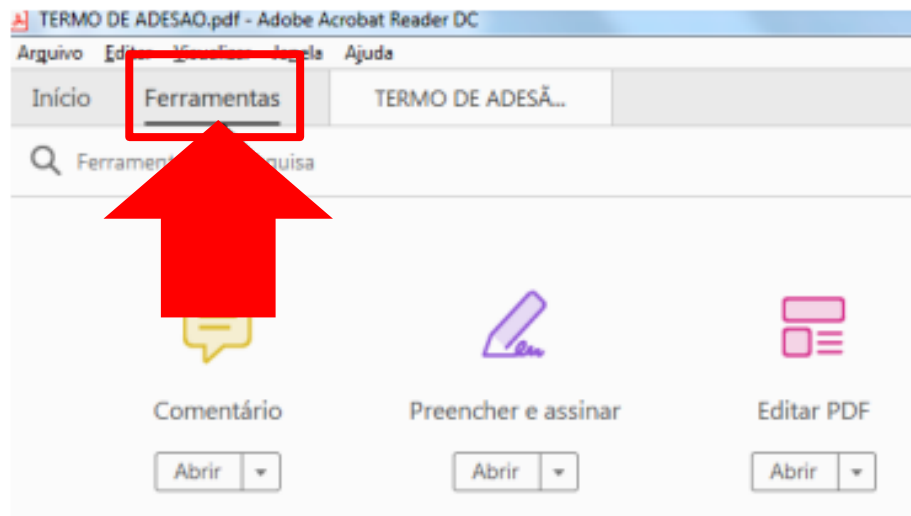 TERMO DE ADESAO.pdf - Adobe Acrobat Reader DC
Arquivo Ajuda
Início Ferramentas TERMO DE ADESÃ...
Comentário Preencher e assinar Editar PDF
Abrir Abrir Abrir